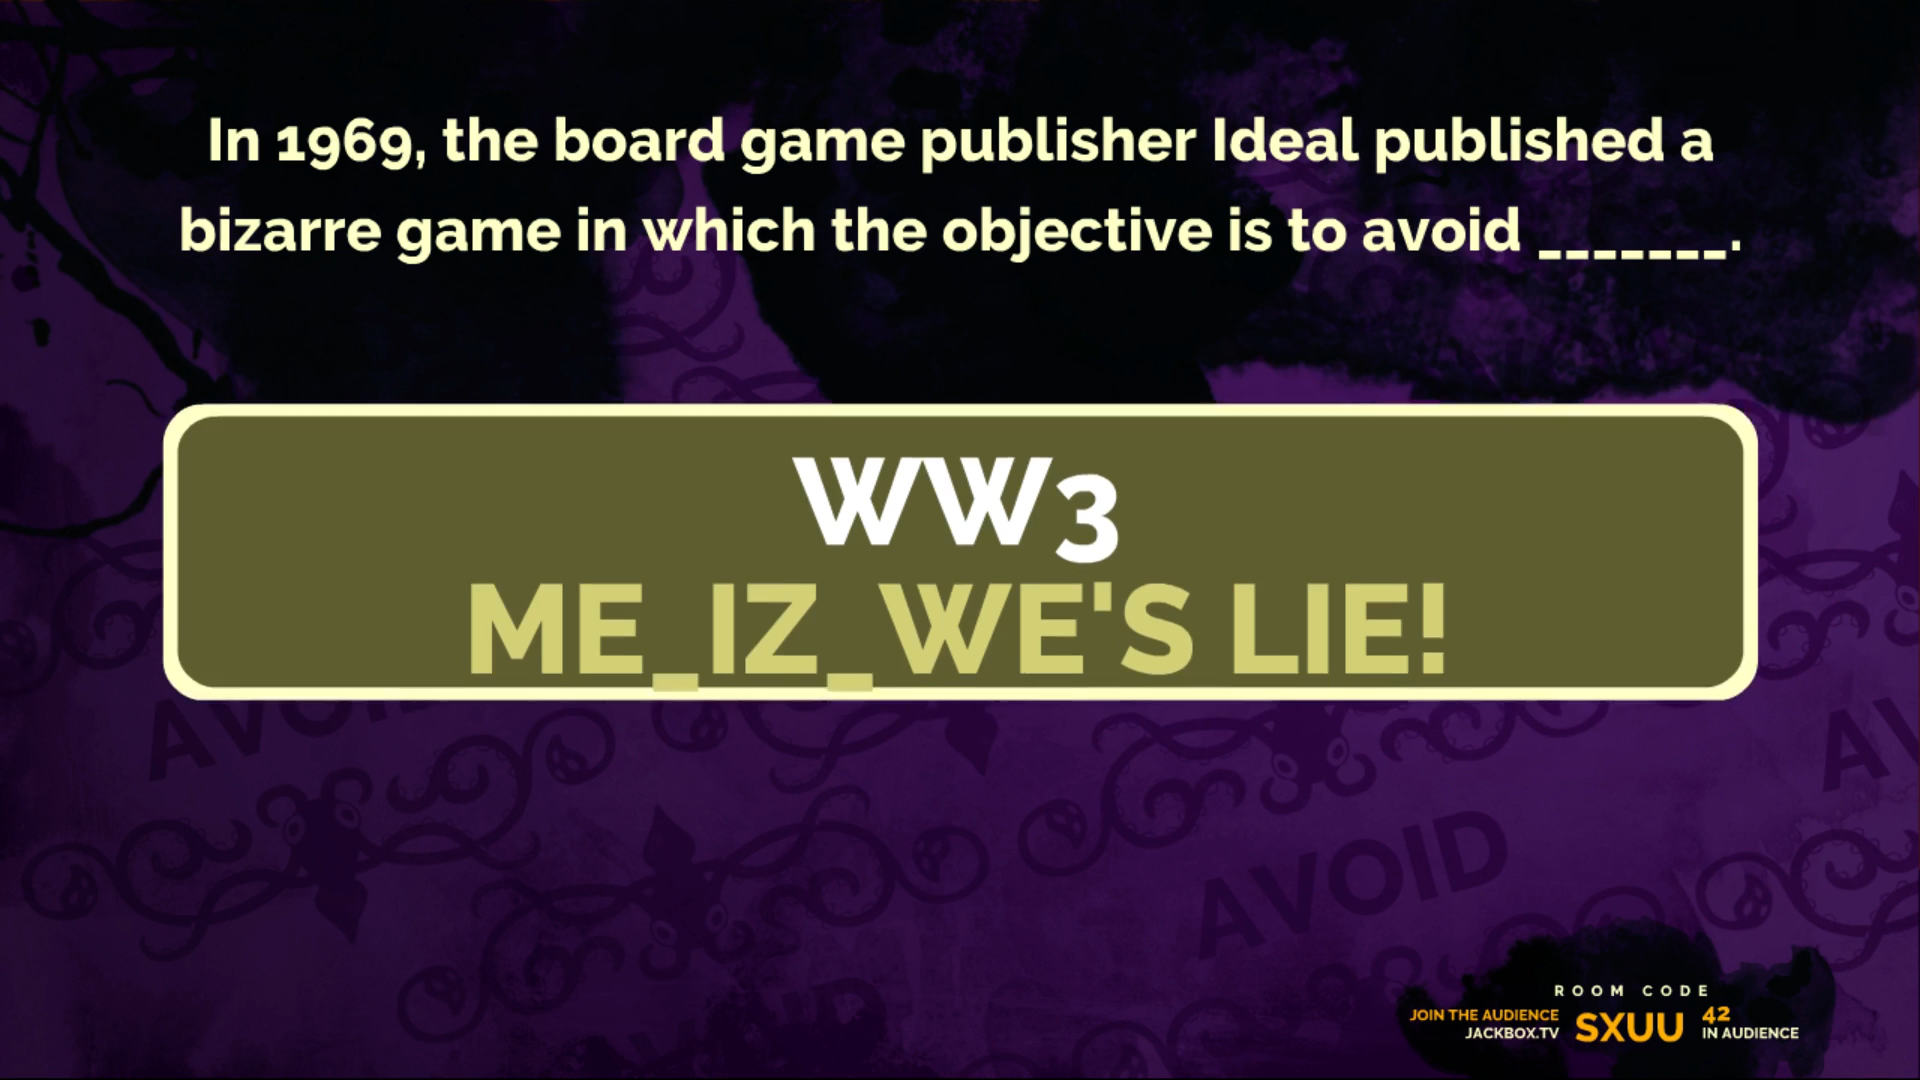 In 1969, the board game publisher Ideal published a
bizarre game in which the objective is to avoid _______.
WW3
ME_IZ_WE'S LIE!
AVOID
AVOID
AV
ROOM CODE
JOIN THE AUDIENCE
JACKBOX.TV
SXUU
42
IN AUDIENCE